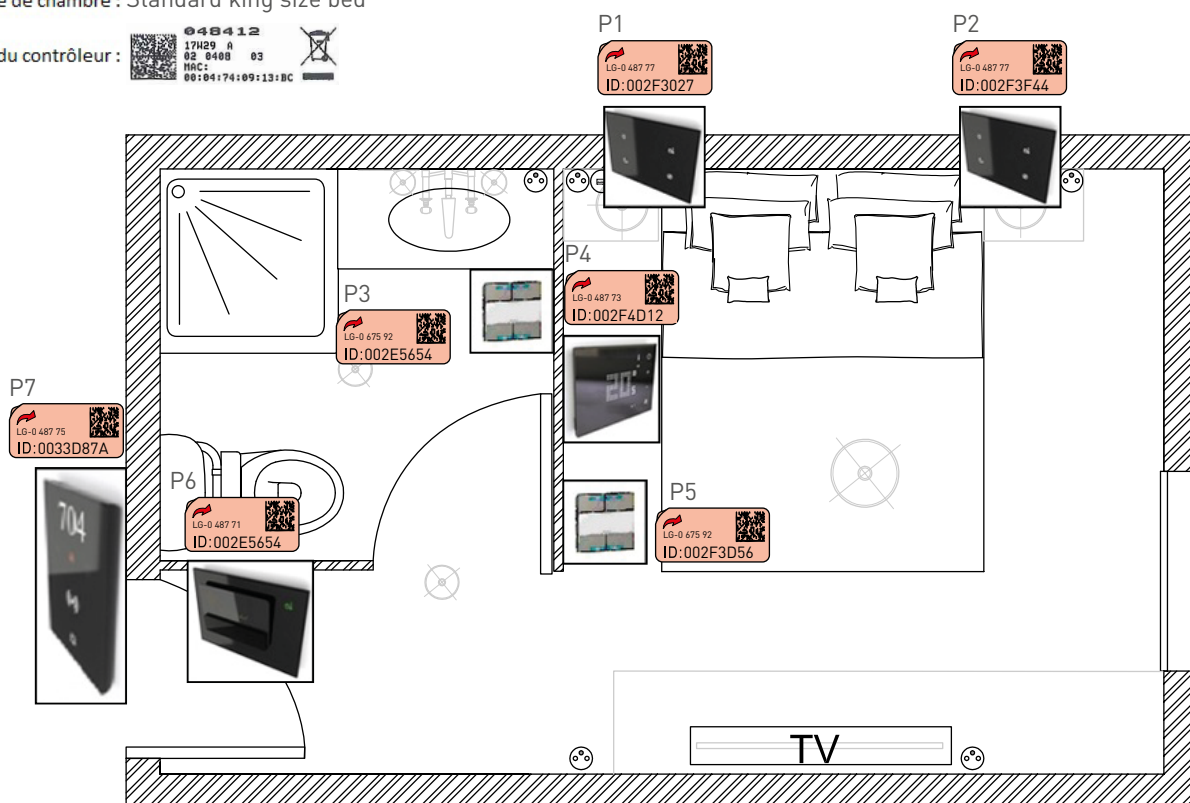 e de chambre : Standard king size bed
du contrôleur :
048412
17W29 A
02 0408 03
MAC:
00:04:74:09:13:BC
P1
LG-0 487 77
ID:002F3027
P2
LG-0 487 77
ID:002F3F44
P3
LG-0 675 92
ID:002E5654
P4
LG-0 487 73
ID:002F4D12
20.5
P7
LG-0 487 75
ID:0033D87A
704
P6
LG-0 487 71
ID:002E5654
P5
LG-0 675 92
ID:002F3D56
TV